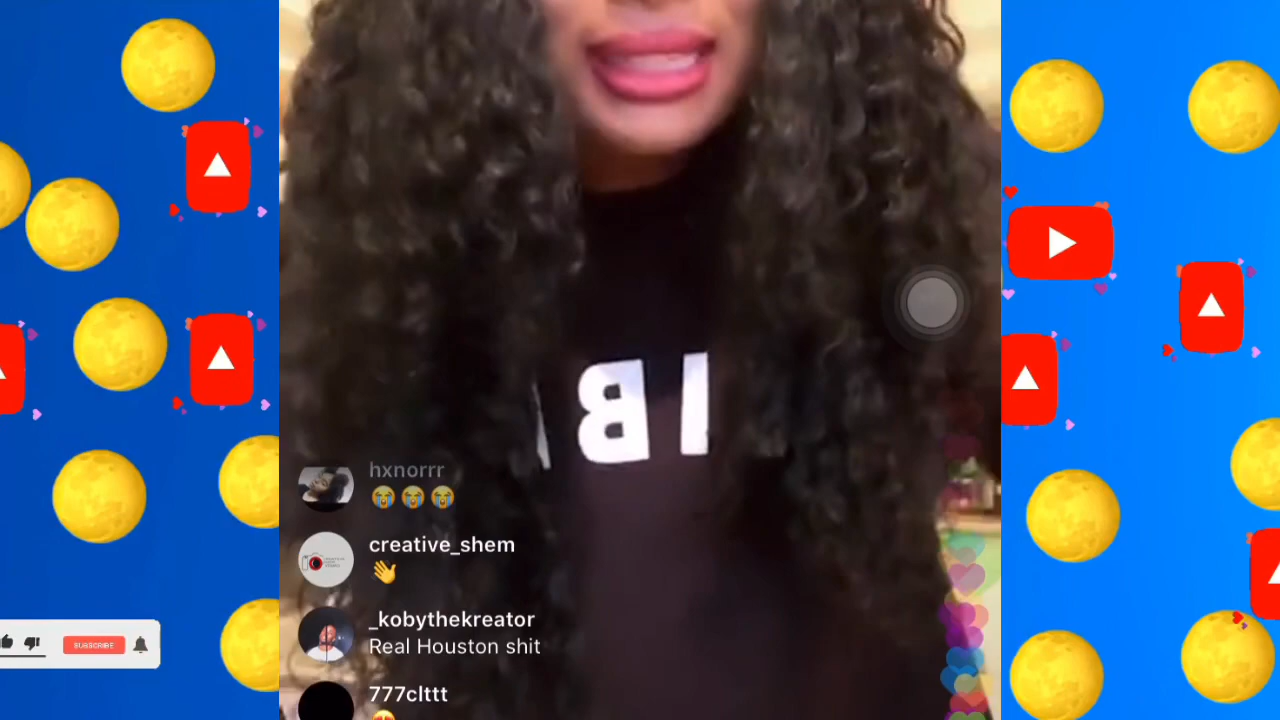 IB
hxnorrr
😭😭😭
creative_shem
👋
_kobythekreator
Real Houston shit
777clttt
😍
SUBSCRIBE